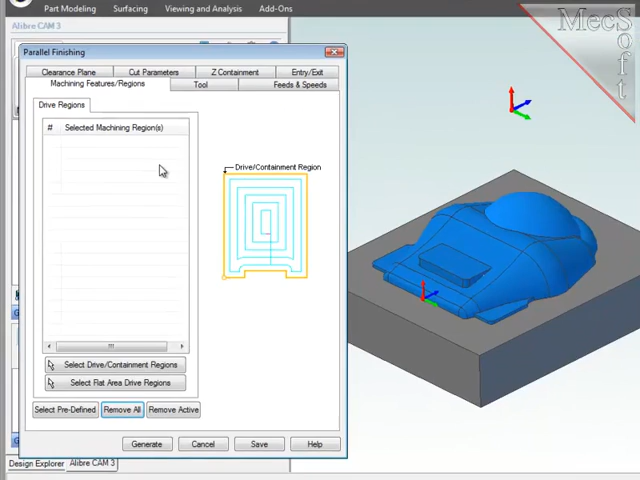 Part Modeling
Surfacing
Viewing and Analysis
Add-Ons
Alibre CAM 3
Parallel Finishing
Clearance Plane
Cut Parameters
Z Containment
Entry/Exit
Machining Features/Regions
Tool
Feeds & Speeds
Drive Regions
# Selected Machining Region(s)
Drive/Containment Region
Select Drive/Containment Regions
Select Flat Area Drive Regions
Select Pre-Defined
Remove All
Remove Active
Generate
Cancel
Save
Help
Design Explorer
Alibre CAM 3
MecSoft